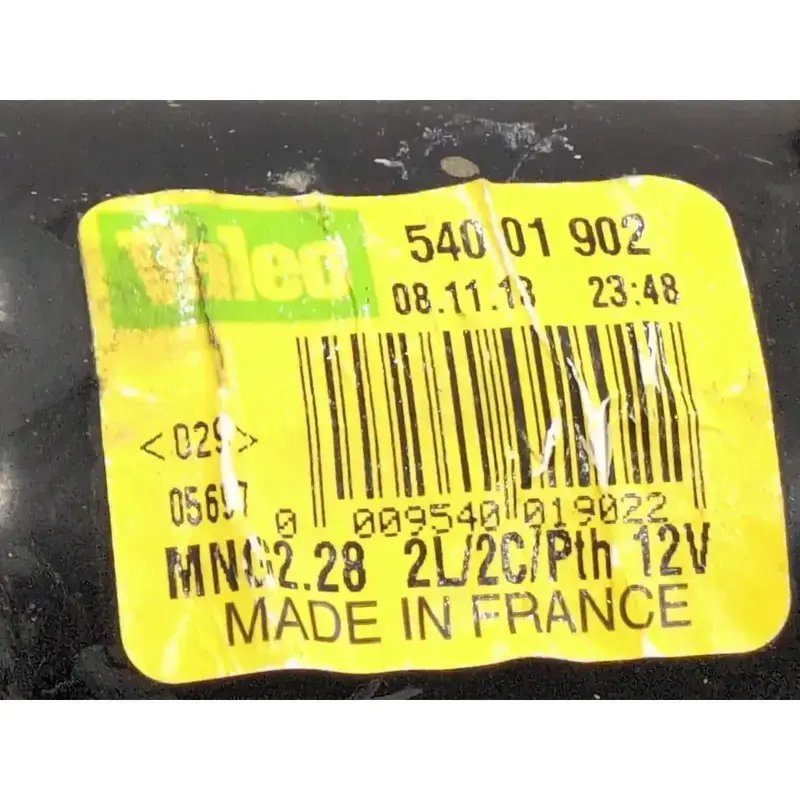 Valeo
540 01 902
08.11.13 23:48
<029>
05657
0 009540 019022
MNG2.28 2L/2C/Pth 12V
MADE IN FRANCE